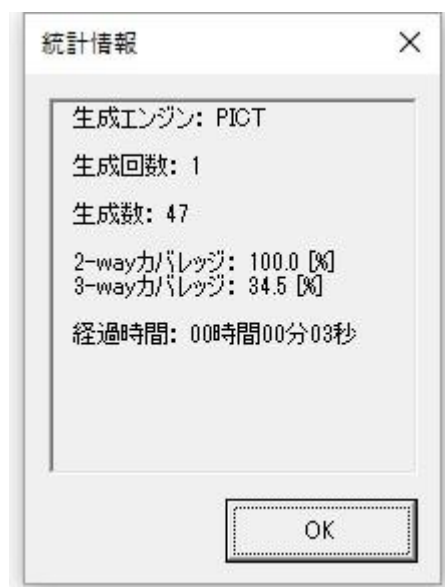 統計情報
生成エンジン: PICT
生成回数: 1
生成数: 47
2-wayカバレッジ: 100.0 [%]
3-wayカバレッジ: 34.5 [%]
経過時間: 00時間00分03秒
OK